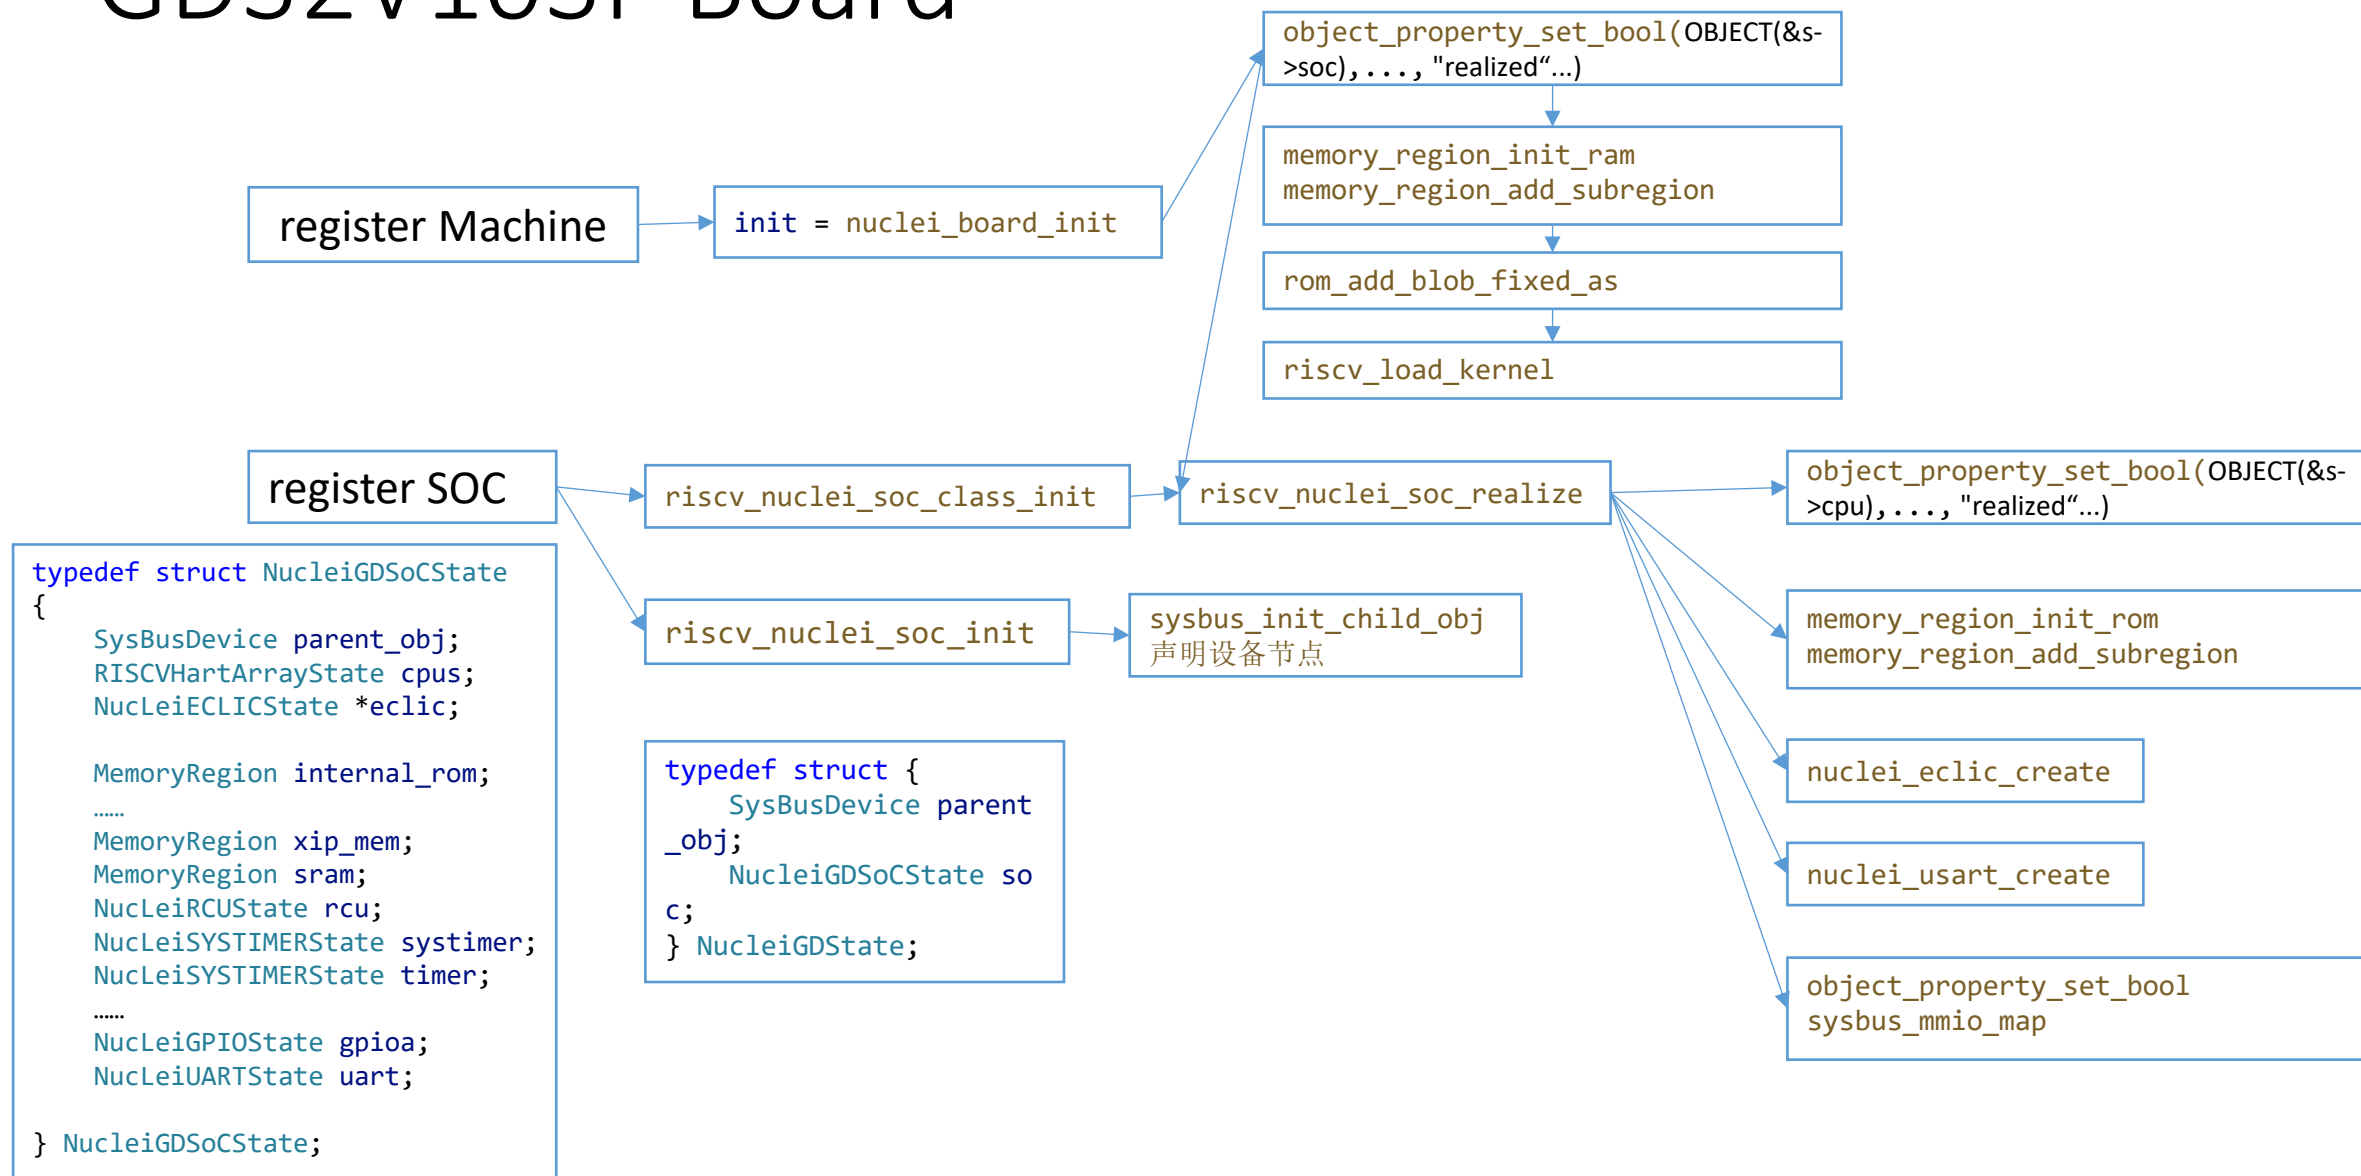 GD32V103F Board
object_property_set_bool(OBJECT(&s-
>soc),..., "realized“...)
memory_region_init_ram
memory_region_add_subregion
register Machine
init = nuclei_board_init
rom_add_blob_fixed_as
riscv_load_kernel
register SOC
riscv_nuclei_soc_class_init
riscv_nuclei_soc_realize
object_property_set_bool(OBJECT(&s-
>cpu),..., "realized“...)
riscv_nuclei_soc_init
sysbus_init_child_obj
声明设备节点
memory_region_init_rom
memory_region_add_subregion
nuclei_eclic_create
nuclei_usart_create
object_property_set_bool
sysbus_mmio_map
typedef struct NucleiGDSoCState
{
SysBusDevice parent_obj;
RISCVHartArrayState cpus;
NucLeiECLICState *eclic;
MemoryRegion internal_rom;
……
MemoryRegion xip_mem;
MemoryRegion sram;
NucLeiRCUState rcu;
NucLeiSYSTIMERState systimer;
NucLeiSYSTIMERState timer;
……
NucLeiGPIOState gpioa;
NucLeiUARTState uart;
} NucleiGDSoCState;
typedef struct {
SysBusDevice parent
_obj;
NucleiGDSoCState so
c;
} NucleiGDState;